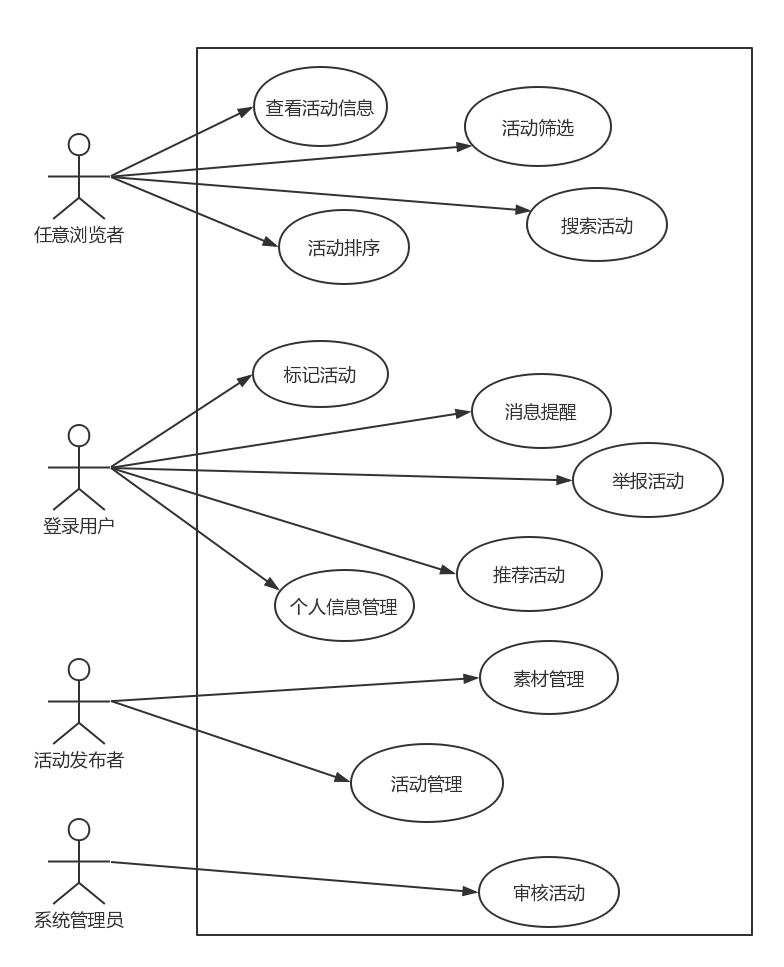 查看活动信息
活动筛选
搜索活动
任意浏览者
活动排序
标记活动
消息提醒
举报活动
登录用户
推荐活动
个人信息管理
素材管理
活动发布者
活动管理
审核活动
系统管理员